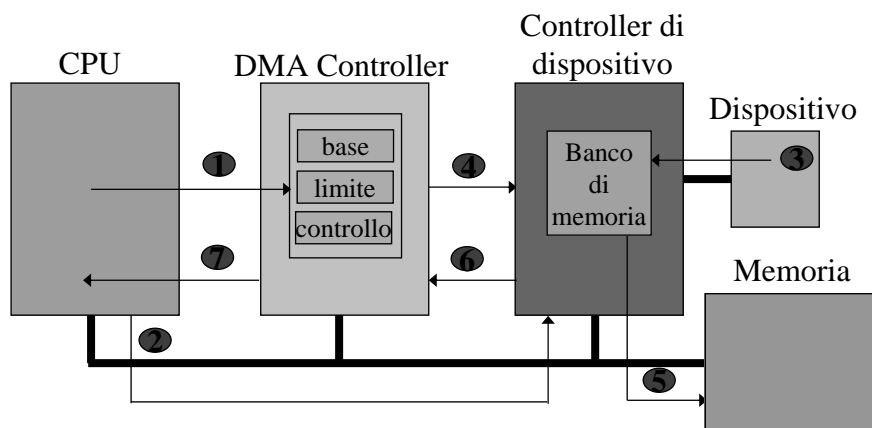 CPU
DMA Controller
Controller di
dispositivo
Dispositivo
base
limite
controllo
Banco
di
memoria
Memoria
1
4
3
7
6
2
5